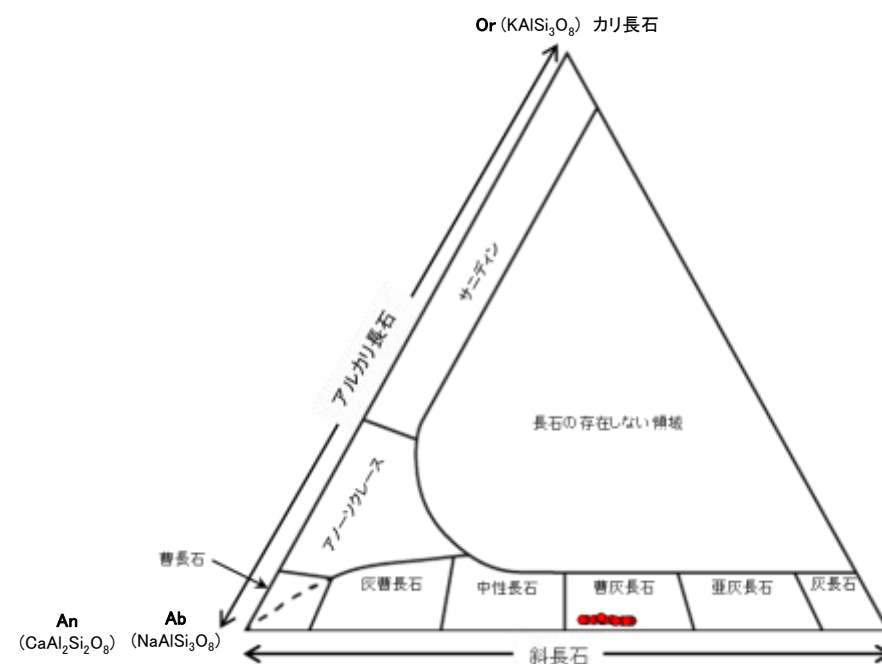 Or (KAlSi₃O₈) カリ長石
サニディン
アルカリ長石
長石の存在しない領域
アノーソクレース
曹長石
灰曹長石
中性長石
曹灰長石
亜灰長石
灰長石
An
(CaAl₂Si₂O₈)
Ab
(NaAlSi₃O₈)
斜長石